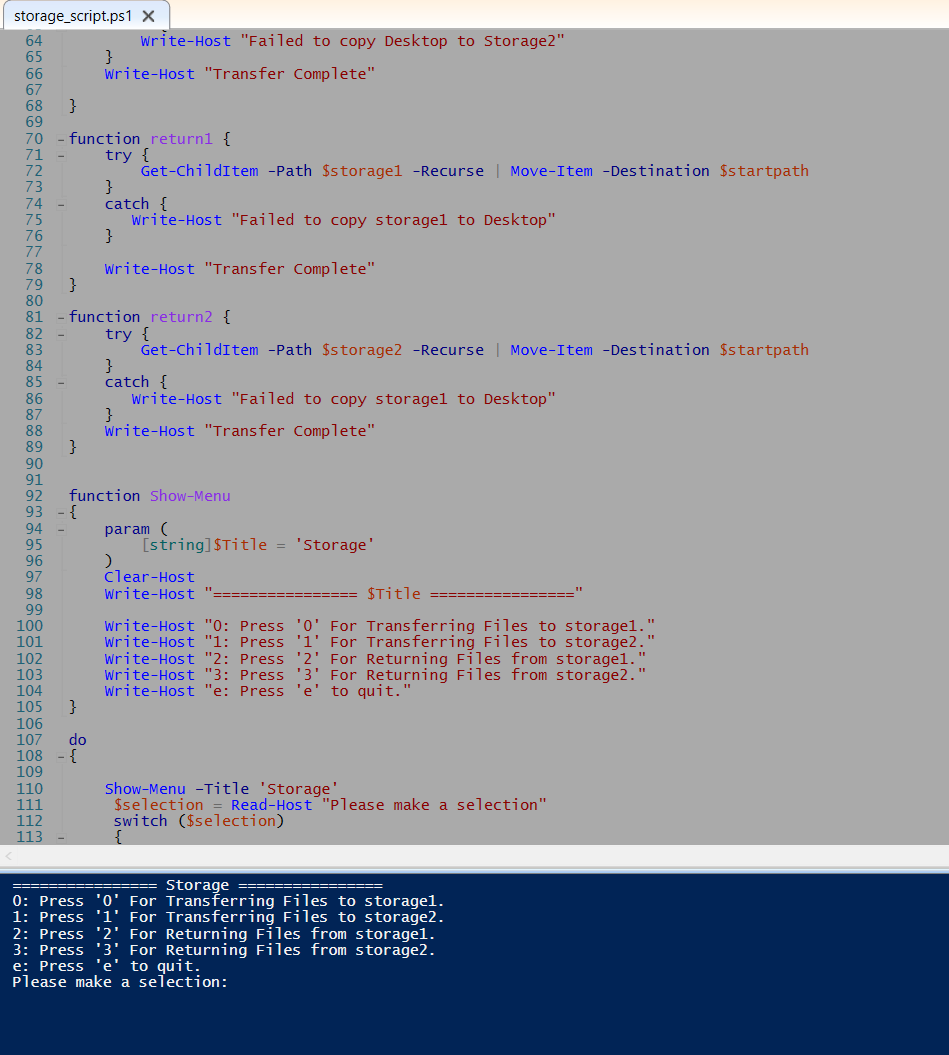 storage_script.ps1
64 Write-Host "Failed to copy Desktop to Storage2"
65 }
66 Write-Host "Transfer Complete"
67
68 }
69
70 function return1 {
71 try {
72 Get-ChildItem -Path $storage1 -Recurse | Move-Item -Destination $startpath
73 }
74 catch {
75 Write-Host "Failed to copy storage1 to Desktop"
76 }
77
78 Write-Host "Transfer Complete"
79 }
80
81 function return2 {
82 try {
83 Get-ChildItem -Path $storage2 -Recurse | Move-Item -Destination $startpath
84 }
85 catch {
86 Write-Host "Failed to copy storage1 to Desktop"
87 }
88 Write-Host "Transfer Complete"
89 }
90
91
92 function Show-Menu
93 {
94 param (
95 [string]$Title = 'Storage'
96 )
97 Clear-Host
98 Write-Host "================ $Title ================"
99
100 Write-Host "0: Press '0' For Transferring Files to storage1."
101 Write-Host "1: Press '1' For Transferring Files to storage2."
102 Write-Host "2: Press '2' For Returning Files from storage1."
103 Write-Host "3: Press '3' For Returning Files from storage2."
104 Write-Host "e: Press 'e' to quit."
105 }
106
107 do
108 {
109
110 Show-Menu –Title 'Storage'
111 $selection = Read-Host "Please make a selection"
112 switch ($selection)
113 {
================ Storage ================
0: Press '0' For Transferring Files to storage1.
1: Press '1' For Transferring Files to storage2.
2: Press '2' For Returning Files from storage1.
3: Press '3' For Returning Files from storage2.
e: Press 'e' to quit.
Please make a selection: